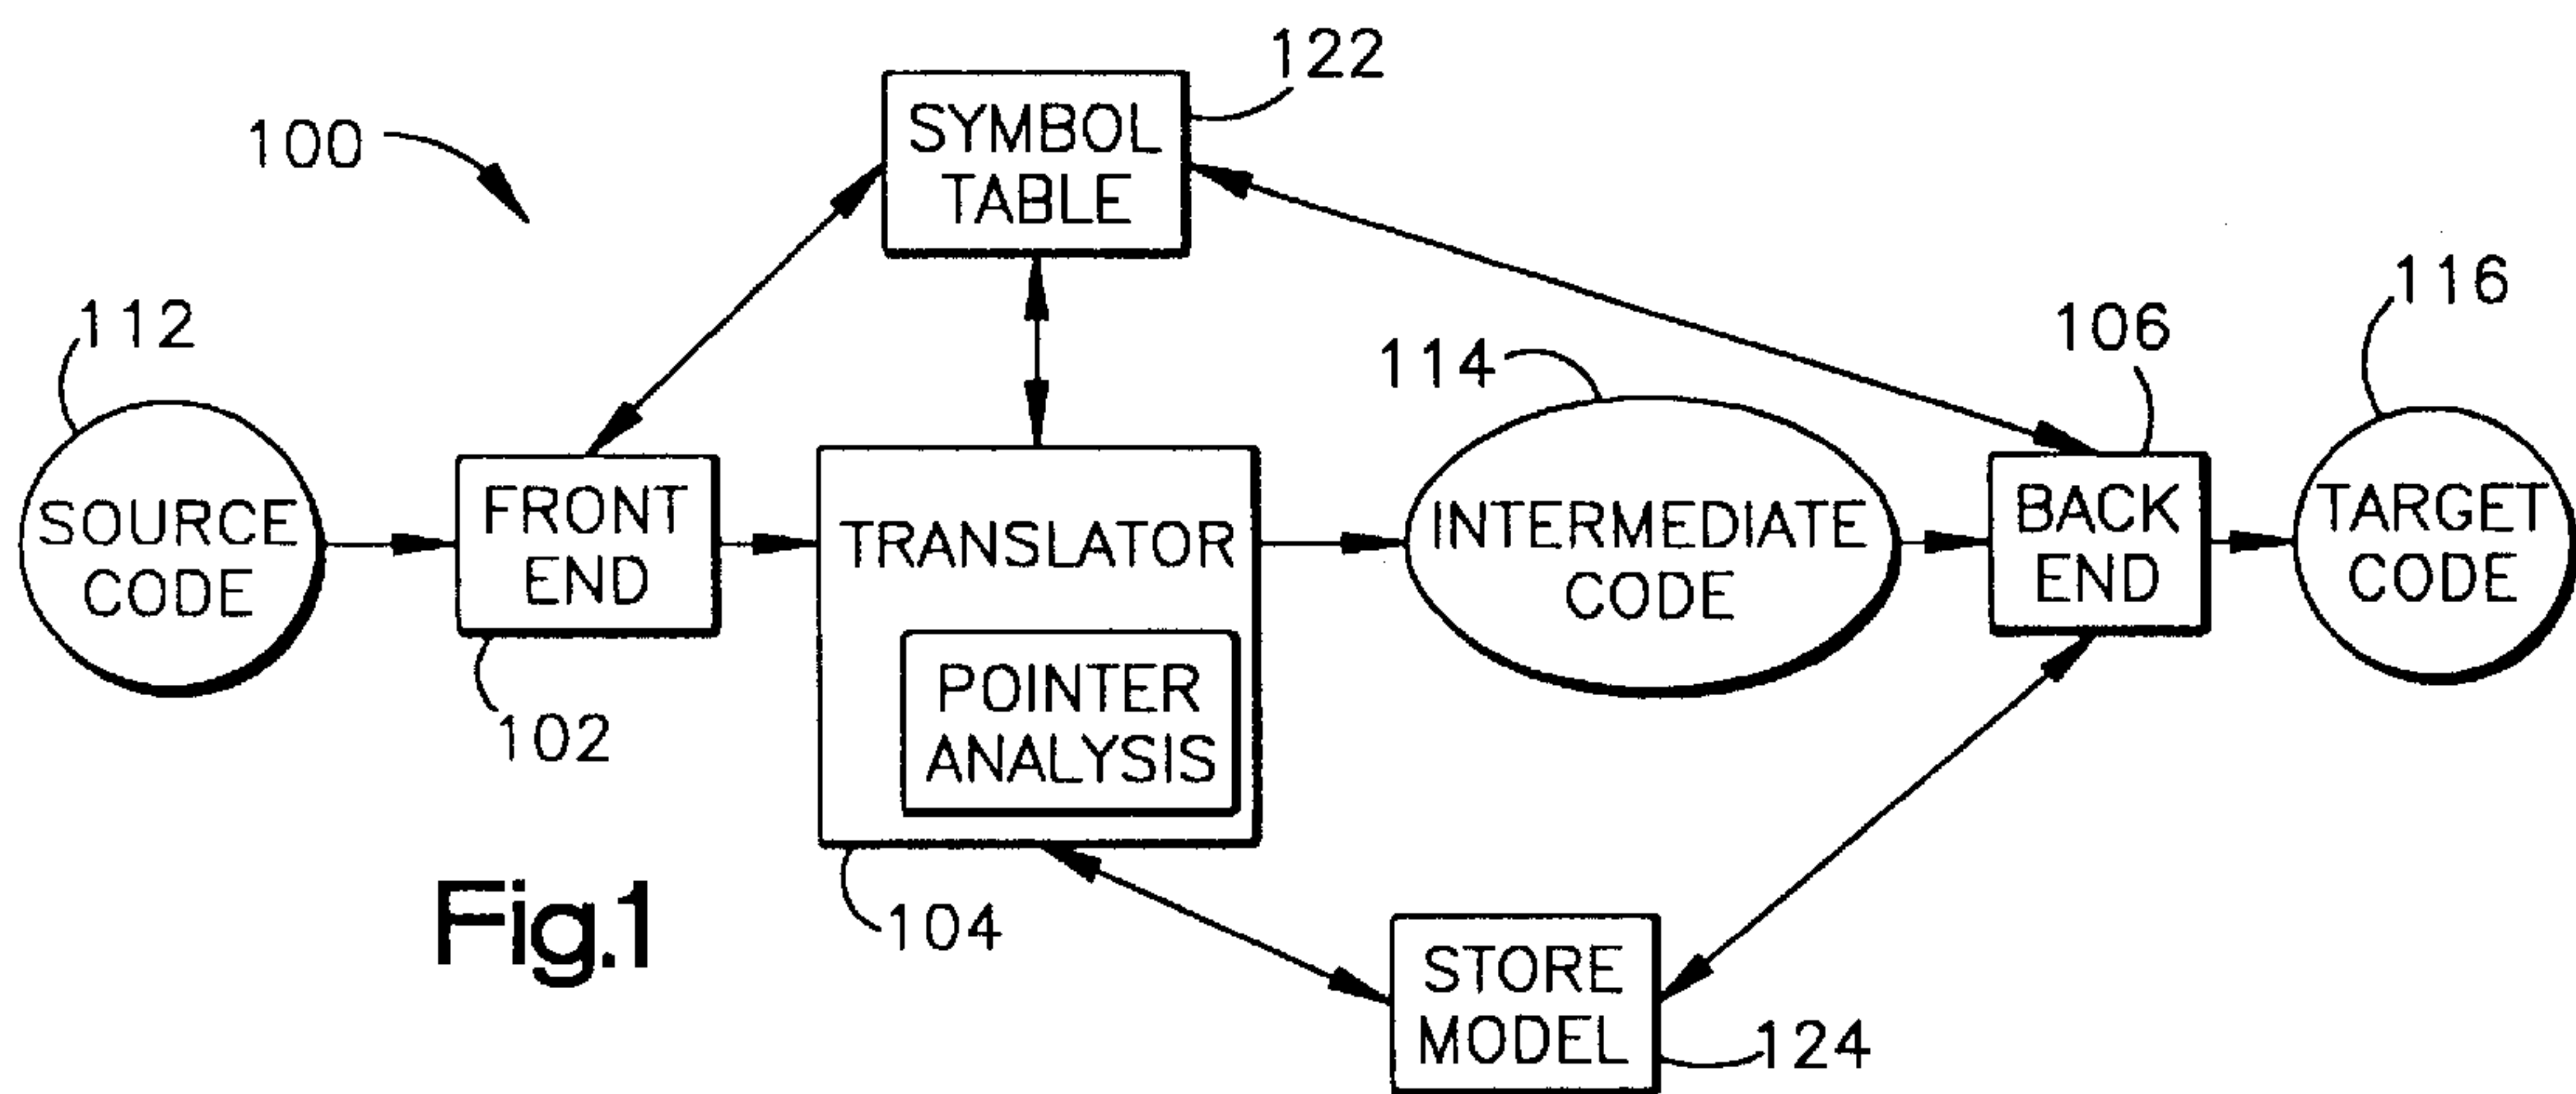 122
SYMBOL
TABLE
100
112
116
106
114
SOURCE
CODE
FRONT
END
TRANSLATOR
INTERMEDIATE
CODE
BACK
END
TARGET
CODE
POINTER
ANALYSIS
102
104
Fig.1
STORE
MODEL
124